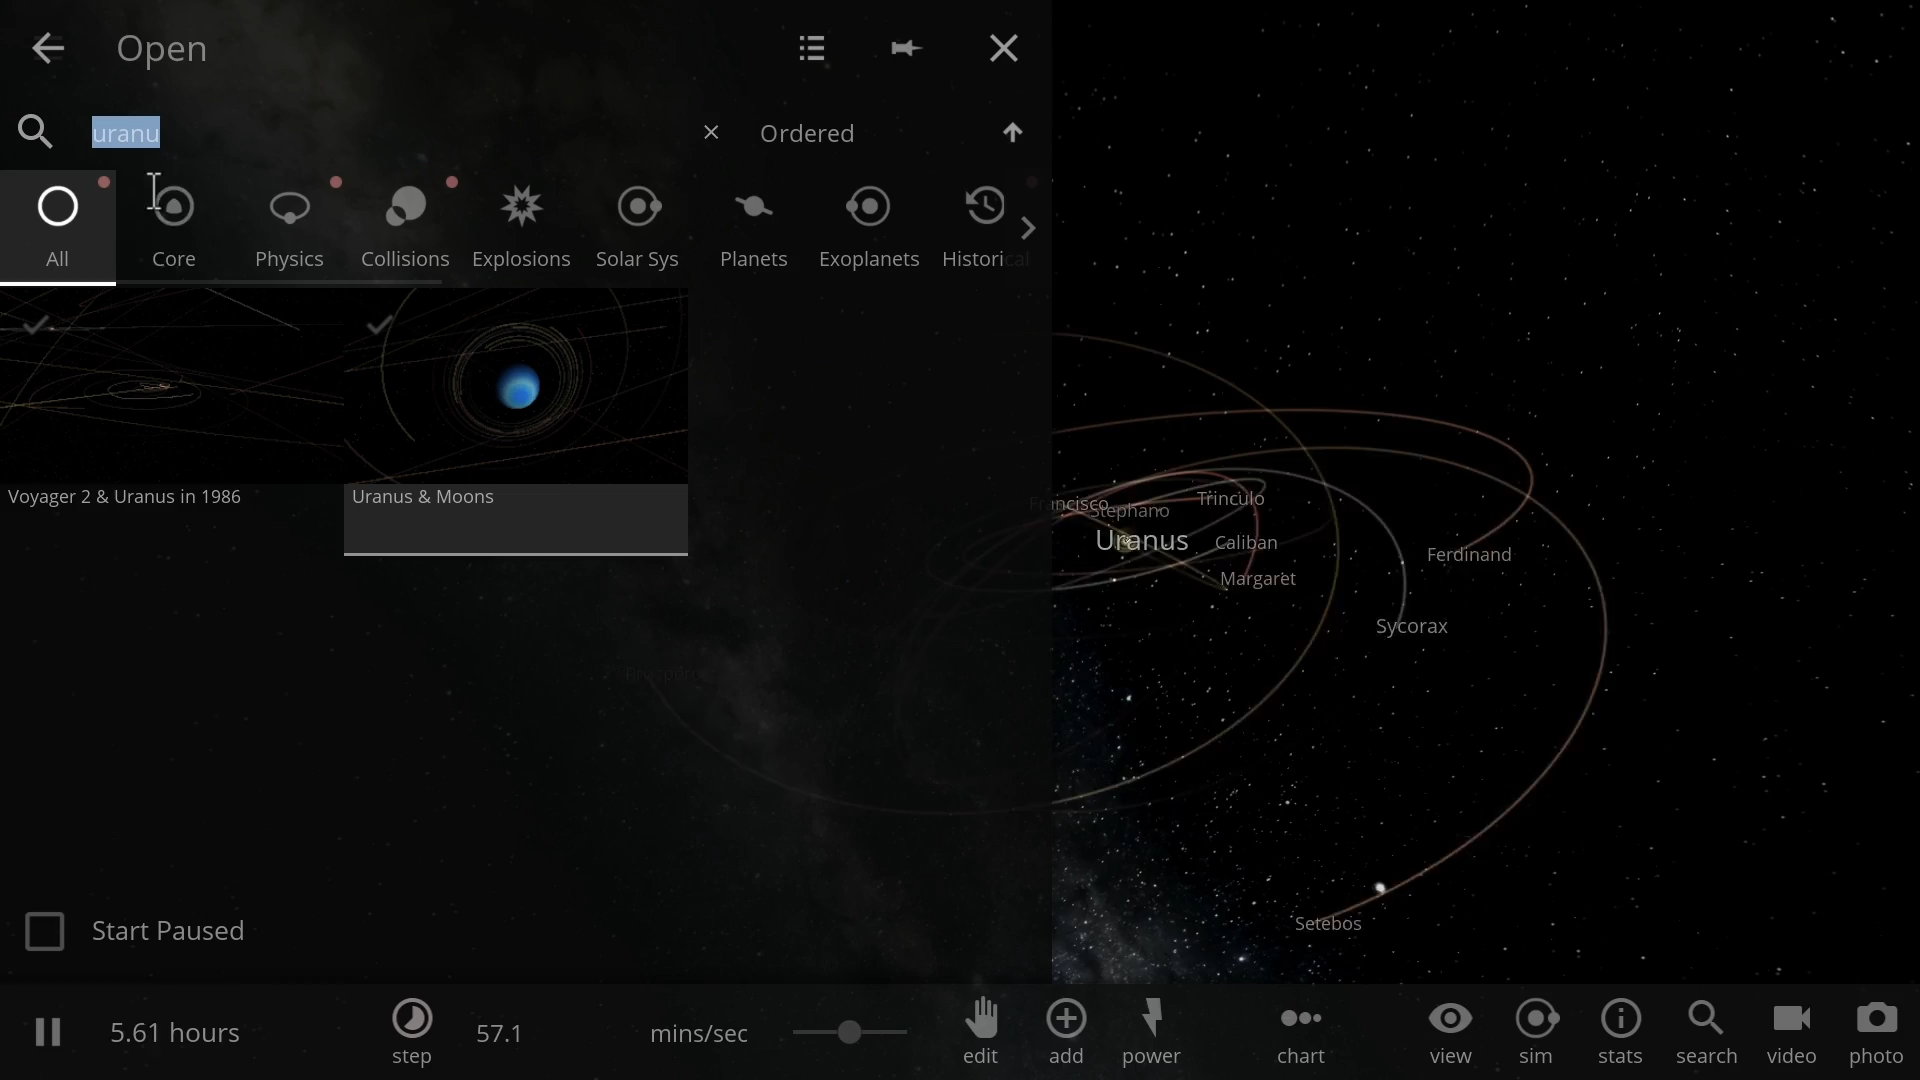 Open
uranu
Ordered
All
Core
Physics
Collisions
Explosions
Solar Sys
Planets
Exoplanets
Historical
Voyager 2 & Uranus in 1986
Uranus & Moons
Francisco
Stephano
Trinculo
Uranus
Caliban
Ferdinand
Margaret
Sycorax
Prospero
Setebos
Start Paused
5.61 hours
step
57.1
mins/sec
edit
add
power
chart
view
sim
stats
search
video
photo